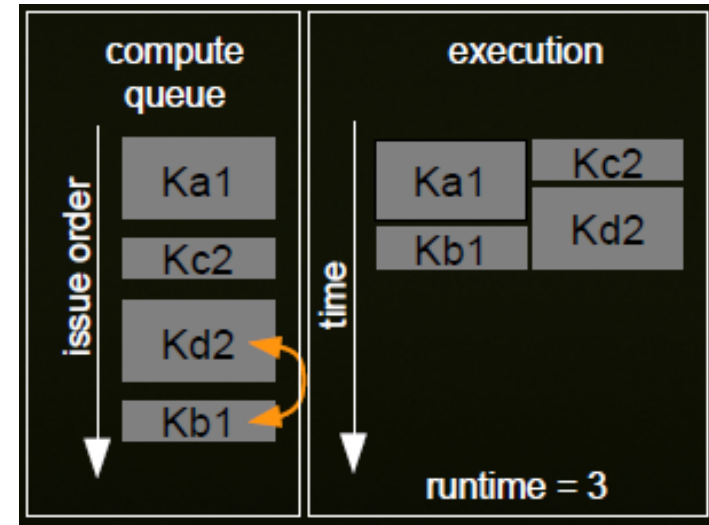 compute
queue
issue order
Ka1
Kc2
Kd2
Kb1
execution
time
Ka1
Kc2
Kb1
Kd2
runtime = 3